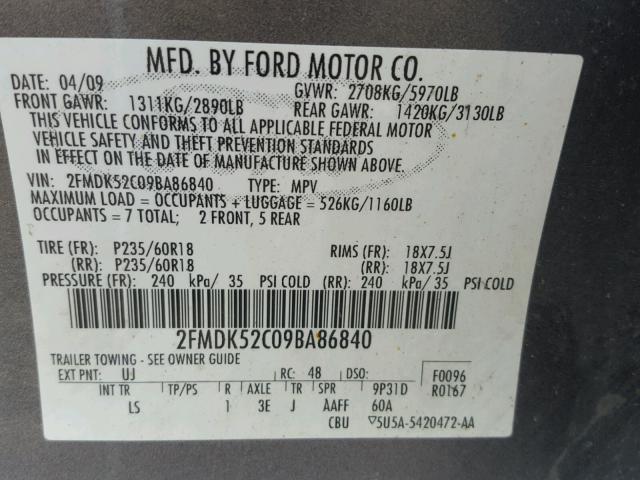 MFD. BY FORD MOTOR CO.
DATE: 04/09 GVWR: 2708KG/5970LB
FRONT GAWR: 1311KG/2890LB REAR GAWR: 1420KG/3130LB
THIS VEHICLE CONFORMS TO ALL APPLICABLE FEDERAL MOTOR
VEHICLE SAFETY AND THEFT PREVENTION STANDARDS
IN EFFECT ON THE DATE OF MANUFACTURE SHOWN ABOVE.
VIN: 2FMDK52C09BA86840 TYPE: MPV
MAXIMUM LOAD = OCCUPANTS + LUGGAGE = 526KG/1160LB
OCCUPANTS = 7 TOTAL; 2 FRONT, 5 REAR
TIRE (FR): P235/60R18 RIMS (FR): 18X7.5J
(RR): P235/60R18 (RR): 18X7.5J
PRESSURE (FR): 240 kPa/ 35 PSI COLD (RR): 240 kPa/ 35 PSI COLD
2FMDK52C09BA86840
TRAILER TOWING - SEE OWNER GUIDE
EXT PNT: UJ RC: 48 DSO: F0096
INT TR TP/PS R AXLE TR SPR 9P31D R0167
LS 1 3E J AAFF 60A
CBU ▽5U5A-5420472-AA